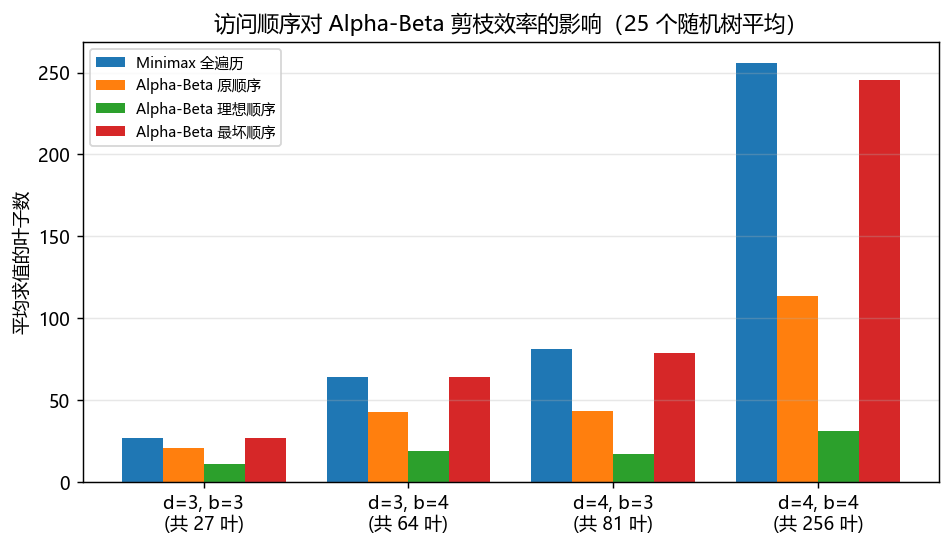 访问顺序对 Alpha-Beta 剪枝效率的影响（25 个随机树平均）
Minimax 全遍历
Alpha-Beta 原顺序
Alpha-Beta 理想顺序
Alpha-Beta 最坏顺序
平均求值的叶子数
250
200
150
100
50
0
d=3, b=3
(共 27 叶)
d=3, b=4
(共 64 叶)
d=4, b=3
(共 81 叶)
d=4, b=4
(共 256 叶)